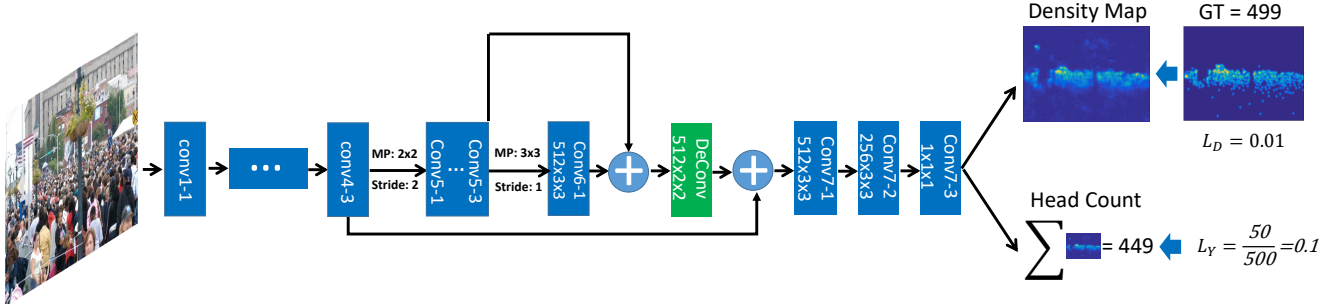 Density Map
GT = 499
conv1-1
...
conv4-3
MP: 2x2
Stride: 2
Conv5-1
...
Conv5-3
MP: 3x3
Stride: 1
Conv6-1
512x3x3
+
DeConv
512x2x2
+
Conv7-1
512x3x3
Conv7-2
256x3x3
Conv7-3
1x1x1
L_D = 0.01
Head Count
∑ = 449
L_Y = 50/500 =0.1